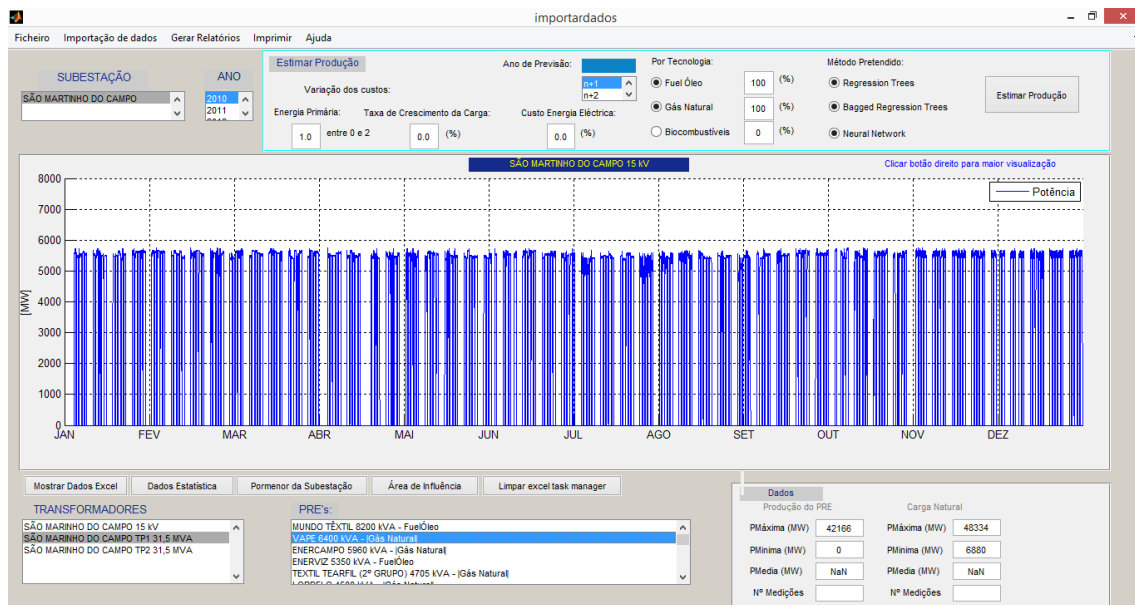 importardados
Ficheiro Importação de dados Gerar Relatórios Imprimir Ajuda
SUBESTAÇÃO ANO
SÃO MARTINHO DO CAMPO
2010
2011
Estimar Produção
Ano de Previsão:
n+1
n+2
Variação dos custos:
Energia Primária: Taxa de Crescimento da Carga: Custo Energia Eléctrica:
1.0 entre 0 e 2 0.0 (%) 0.0 (%)
Por Tecnologia:
Fuel Óleo 100 (%)
Gás Natural 100 (%)
Biocombustíveis 0 (%)
Método Pretendido:
Regression Trees
Bagged Regression Trees
Neural Network
Estimar Produção
SÃO MARTINHO DO CAMPO 15 kV
Clicar botão direito para maior visualização
Potência
[MW]
8000
7000
6000
5000
4000
3000
2000
1000
0
JAN FEV MAR ABR MAI JUN JUL AGO SET OUT NOV DEZ
Mostrar Dados Excel Dados Estatística Pormenor da Subestação Área de Influência Limpar excel task manager
TRANSFORMADORES
SÃO MARINHO DO CAMPO 15 kV
SÃO MARINHO DO CAMPO TP1 31,5 MVA
SÃO MARINHO DO CAMPO TP2 31,5 MVA
PRE's:
MUNDO TÊXTIL 8200 kVA - FuelÓleo
VAPE 6400 kVA - |Gás Natural|
ENERCAMPO 5960 kVA - |Gás Natural|
ENERVIZ 5350 kVA - FuelÓleo
TEXTIL TEARFIL (2º GRUPO) 4705 kVA - |Gás Natural|
Dados
Produção do PRE Carga Natural
PMáxima (MW) 42166 PMáxima (MW) 48334
PMinima (MW) 0 PMinima (MW) 6880
PMedia (MW) NaN PMedia (MW) NaN
Nº Medições Nº Medições